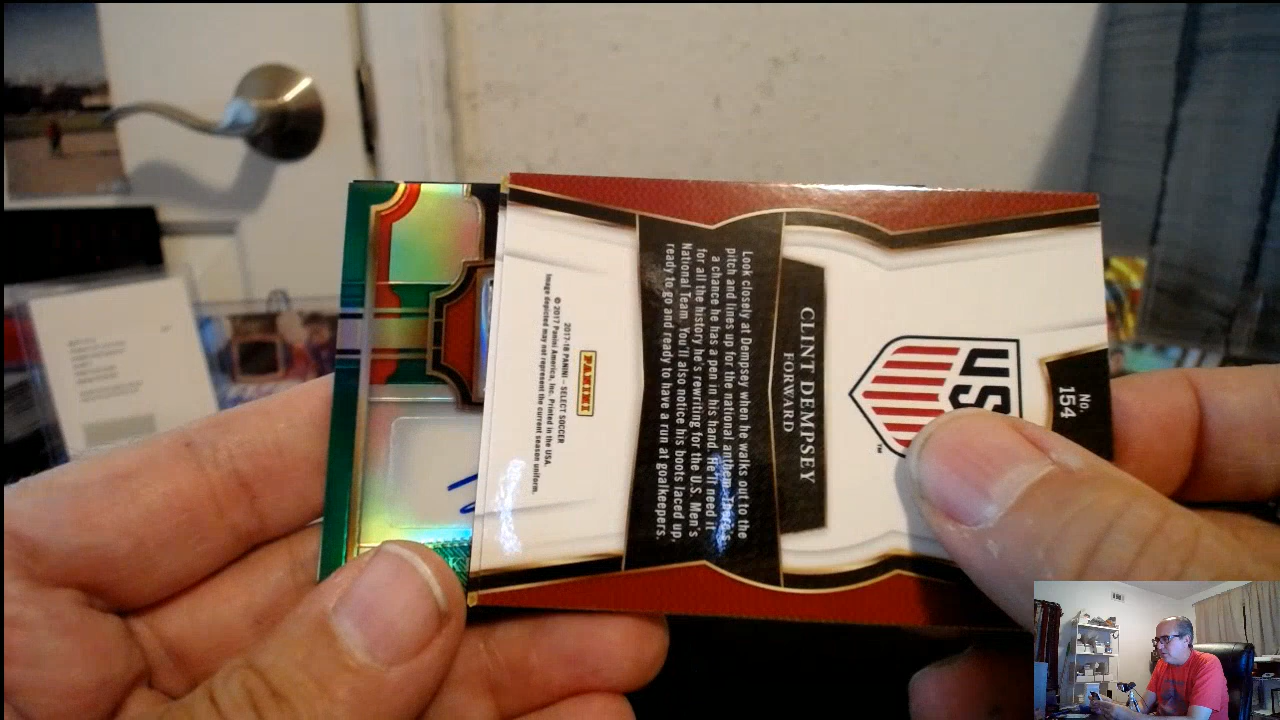 No.
154
US
™
CLINT DEMPSEY
FORWARD
Look closely at Dempsey when he walks out to the
pitch and lines up for the national anthem. There's
a chance he has a pen in his hand. He'll need it
for all the history he's rewriting for the U.S. Men's
National Team. You'll also notice his boots laced up,
ready to go and ready to have a run at goalkeepers.
PANINI
2017-18 PANINI – SELECT SOCCER
© 2017 Panini America, Inc. Printed in the USA.
Image depicted may not represent the current season uniform.